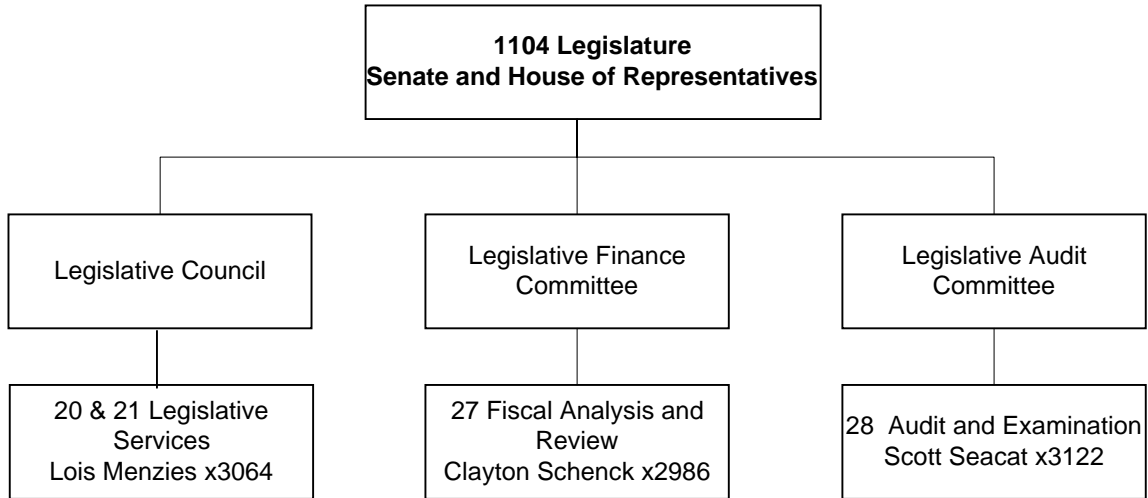 1104 Legislature
Senate and House of Representatives
Legislative Council
Legislative Finance
Committee
Legislative Audit
Committee
20 & 21 Legislative
Services
Lois Menzies x3064
27 Fiscal Analysis and
Review
Clayton Schenck x2986
28  Audit and Examination
Scott Seacat x3122